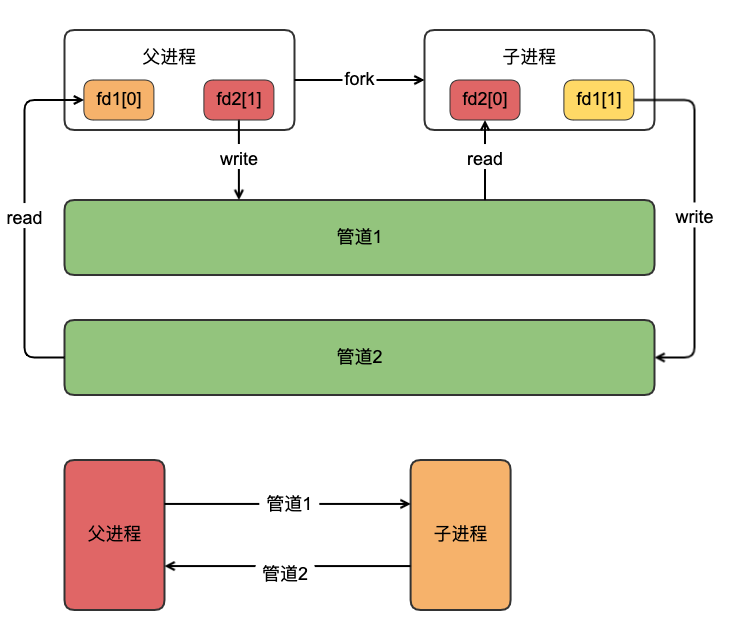 父进程
子进程
fork
fd1[0]
fd2[1]
fd2[0]
fd1[1]
write
read
read
write
管道1
管道2
父进程
管道1
子进程
管道2